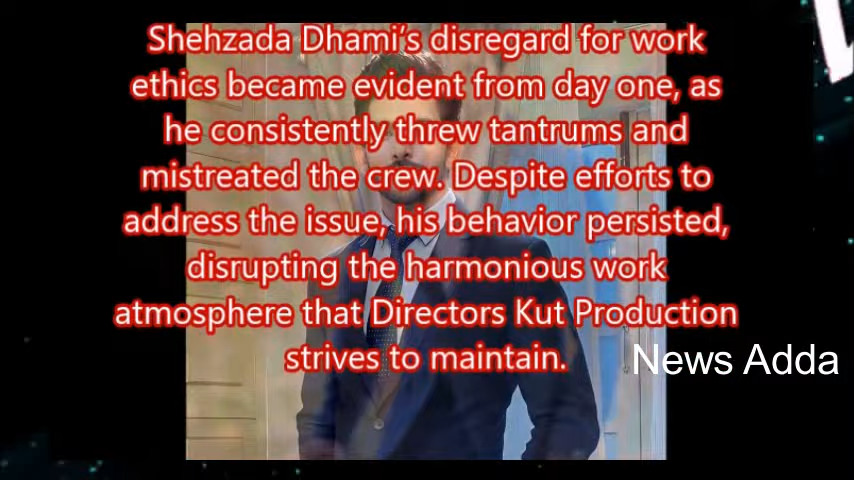 Shehzada Dhami's disregard for work
ethics became evident from day one, as
he consistently threw tantrums and
mistreated the crew. Despite efforts to
address the issue, his behavior persisted,
disrupting the harmonious work
atmosphere that Directors Kut Production
strives to maintain.
News Adda